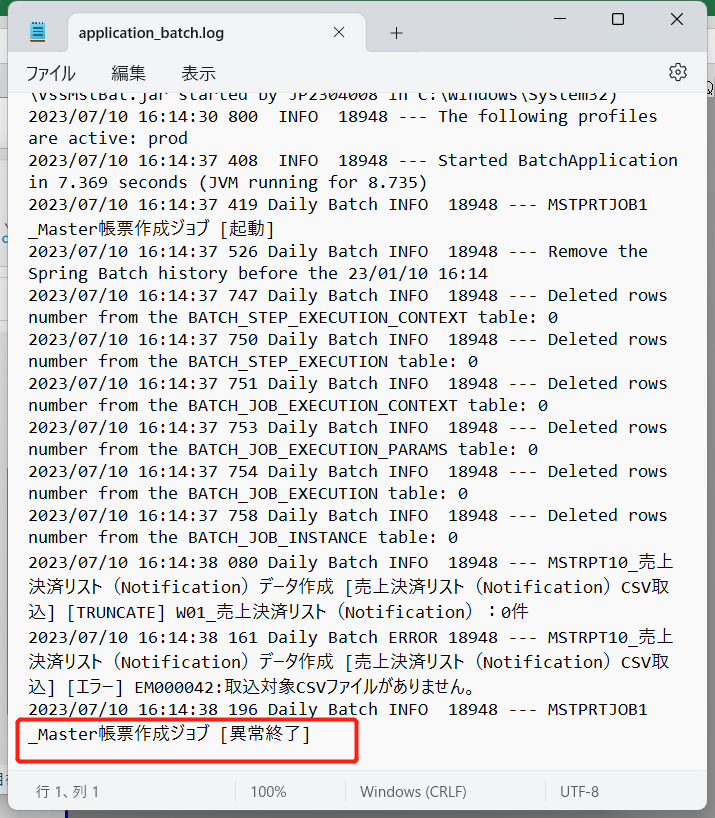 application_batch.log
ファイル 編集 表示
\VssMstBat.jar started by JP2304008 in C:\Windows\System32)
2023/07/10 16:14:30 800  INFO  18948 --- The following profiles
are active: prod
2023/07/10 16:14:37 408  INFO  18948 --- Started BatchApplication
in 7.369 seconds (JVM running for 8.735)
2023/07/10 16:14:37 419 Daily Batch INFO  18948 --- MSTPRTJOB1
_Master帳票作成ジョブ [起動]
2023/07/10 16:14:37 526 Daily Batch INFO  18948 --- Remove the
Spring Batch history before the 23/01/10 16:14
2023/07/10 16:14:37 747 Daily Batch INFO  18948 --- Deleted rows
number from the BATCH_STEP_EXECUTION_CONTEXT table: 0
2023/07/10 16:14:37 750 Daily Batch INFO  18948 --- Deleted rows
number from the BATCH_STEP_EXECUTION table: 0
2023/07/10 16:14:37 751 Daily Batch INFO  18948 --- Deleted rows
number from the BATCH_JOB_EXECUTION_CONTEXT table: 0
2023/07/10 16:14:37 753 Daily Batch INFO  18948 --- Deleted rows
number from the BATCH_JOB_EXECUTION_PARAMS table: 0
2023/07/10 16:14:37 754 Daily Batch INFO  18948 --- Deleted rows
number from the BATCH_JOB_EXECUTION table: 0
2023/07/10 16:14:37 758 Daily Batch INFO  18948 --- Deleted rows
number from the BATCH_JOB_INSTANCE table: 0
2023/07/10 16:14:38 080 Daily Batch INFO  18948 --- MSTRPT10_売上
決済リスト（Notification）データ作成 [売上決済リスト（Notification）CSV取
込] [TRUNCATE] W01_売上決済リスト（Notification）：0件
2023/07/10 16:14:38 161 Daily Batch ERROR 18948 --- MSTRPT10_売上
決済リスト（Notification）データ作成 [売上決済リスト（Notification）CSV取
込] [エラー] EM000042:取込対象CSVファイルがありません。
2023/07/10 16:14:38 196 Daily Batch INFO  18948 --- MSTPRTJOB1
_Master帳票作成ジョブ [異常終了]
行 1、列 1 100% Windows (CRLF) UTF-8